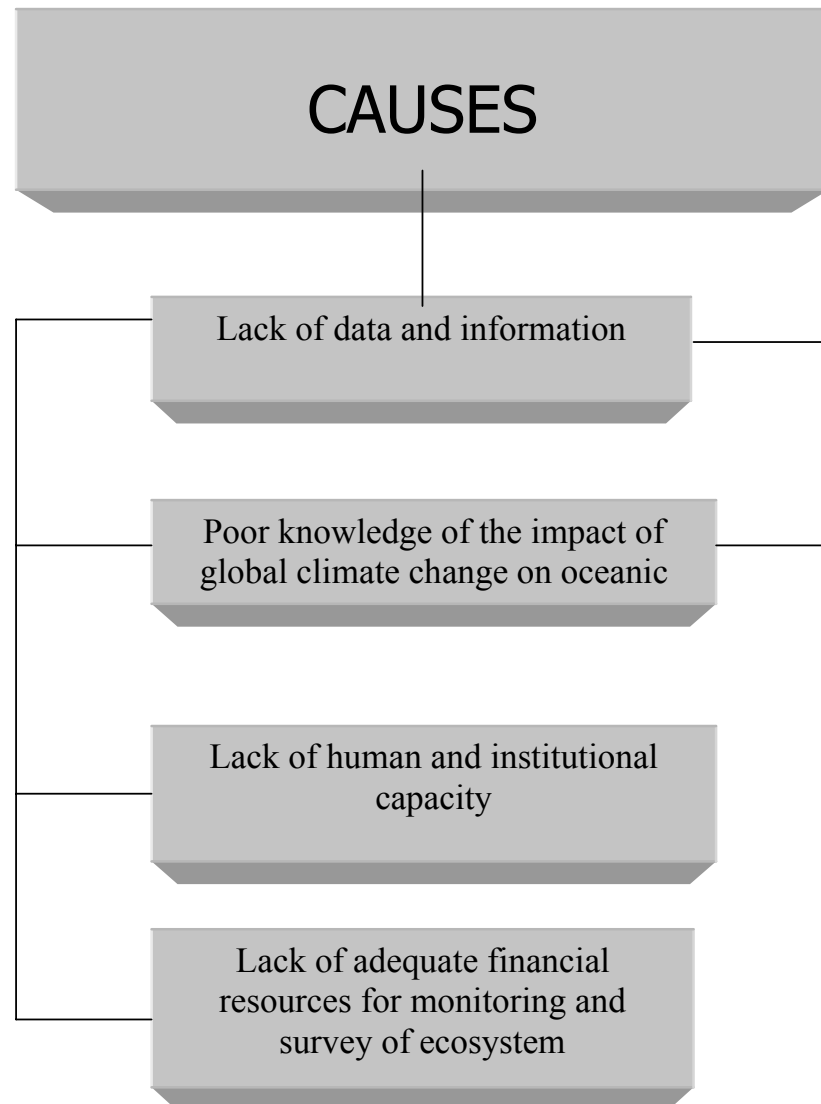 CAUSES
Lack of data and information
Poor knowledge of the impact of
global climate change on oceanic
Lack of human and institutional
capacity
Lack of adequate financial
resources for monitoring and
survey of ecosystem